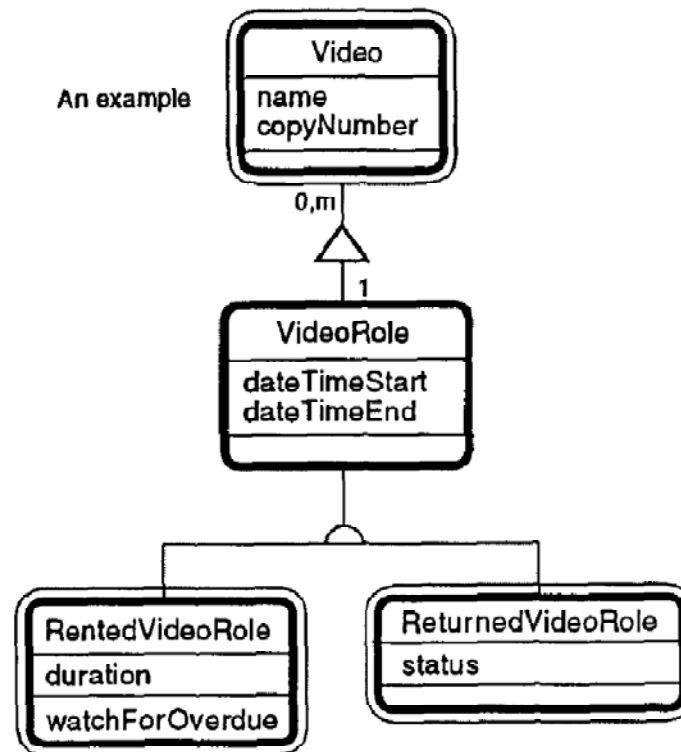 Video
An example
name
copyNumber
0,m
1
VideoRole
dateTimeStart
dateTimeEnd
RentedVideoRole
duration
watchForOverdue
ReturnedVideoRole
status